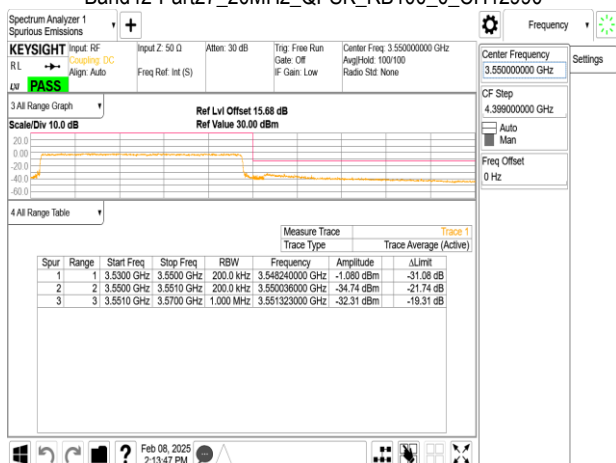 Spectrum Analyzer 1
Spurious Emissions
Frequency
Settings
KEYSIGHT
RL
LXI
PASS
Input: RF
Coupling: DC
Align: Auto
Input Z: 50 Ω
Freq Ref: Int (S)
Atten: 30 dB
Trig: Free Run
Gate: Off
IF Gain: Low
Center Freq: 3.550000000 GHz
Avg|Hold: 100/100
Radio Std: None
Center Frequency
3.550000000 GHz
CF Step
4.399000000 GHz
Auto
Man
Freq Offset
0 Hz
3 All Range Graph
Scale/Div 10.0 dB
Ref Lvl Offset 15.68 dB
Ref Value 30.00 dBm
20.0
0.00
-20.0
-40.0
-60.0
4 All Range Table
Measure Trace Trace 1
Trace Type Trace Average (Active)
Spur Range Start Freq Stop Freq RBW Frequency Amplitude ΔLimit
1 1 3.5300 GHz 3.5500 GHz 200.0 kHz 3.548240000 GHz -1.080 dBm -31.08 dB
2 2 3.5500 GHz 3.5510 GHz 200.0 kHz 3.550036000 GHz -34.74 dBm -21.74 dB
3 3 3.5510 GHz 3.5700 GHz 1.000 MHz 3.551323000 GHz -32.31 dBm -19.31 dB
Feb 08, 2025
2:13:47 PM